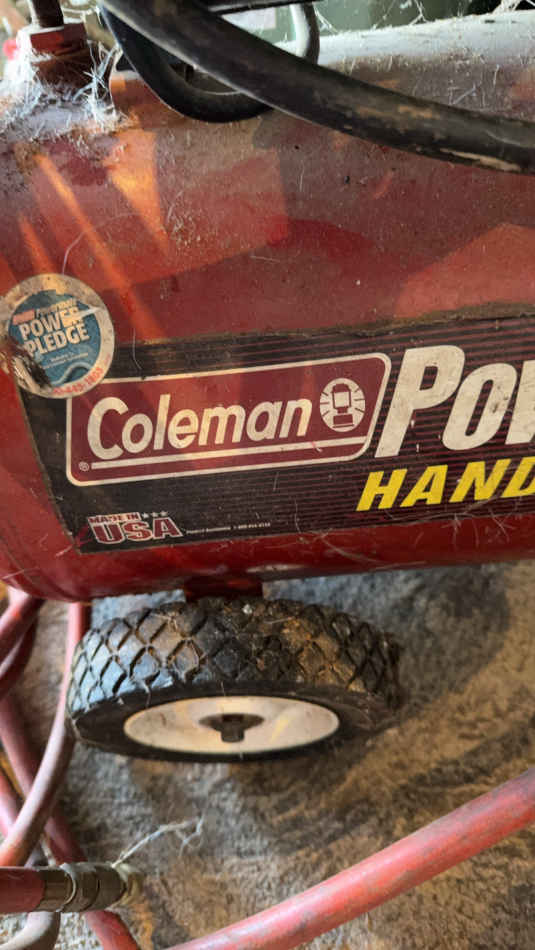 POWER
PLEDGE
Coleman
®
POW
HAND
MADE IN
USA